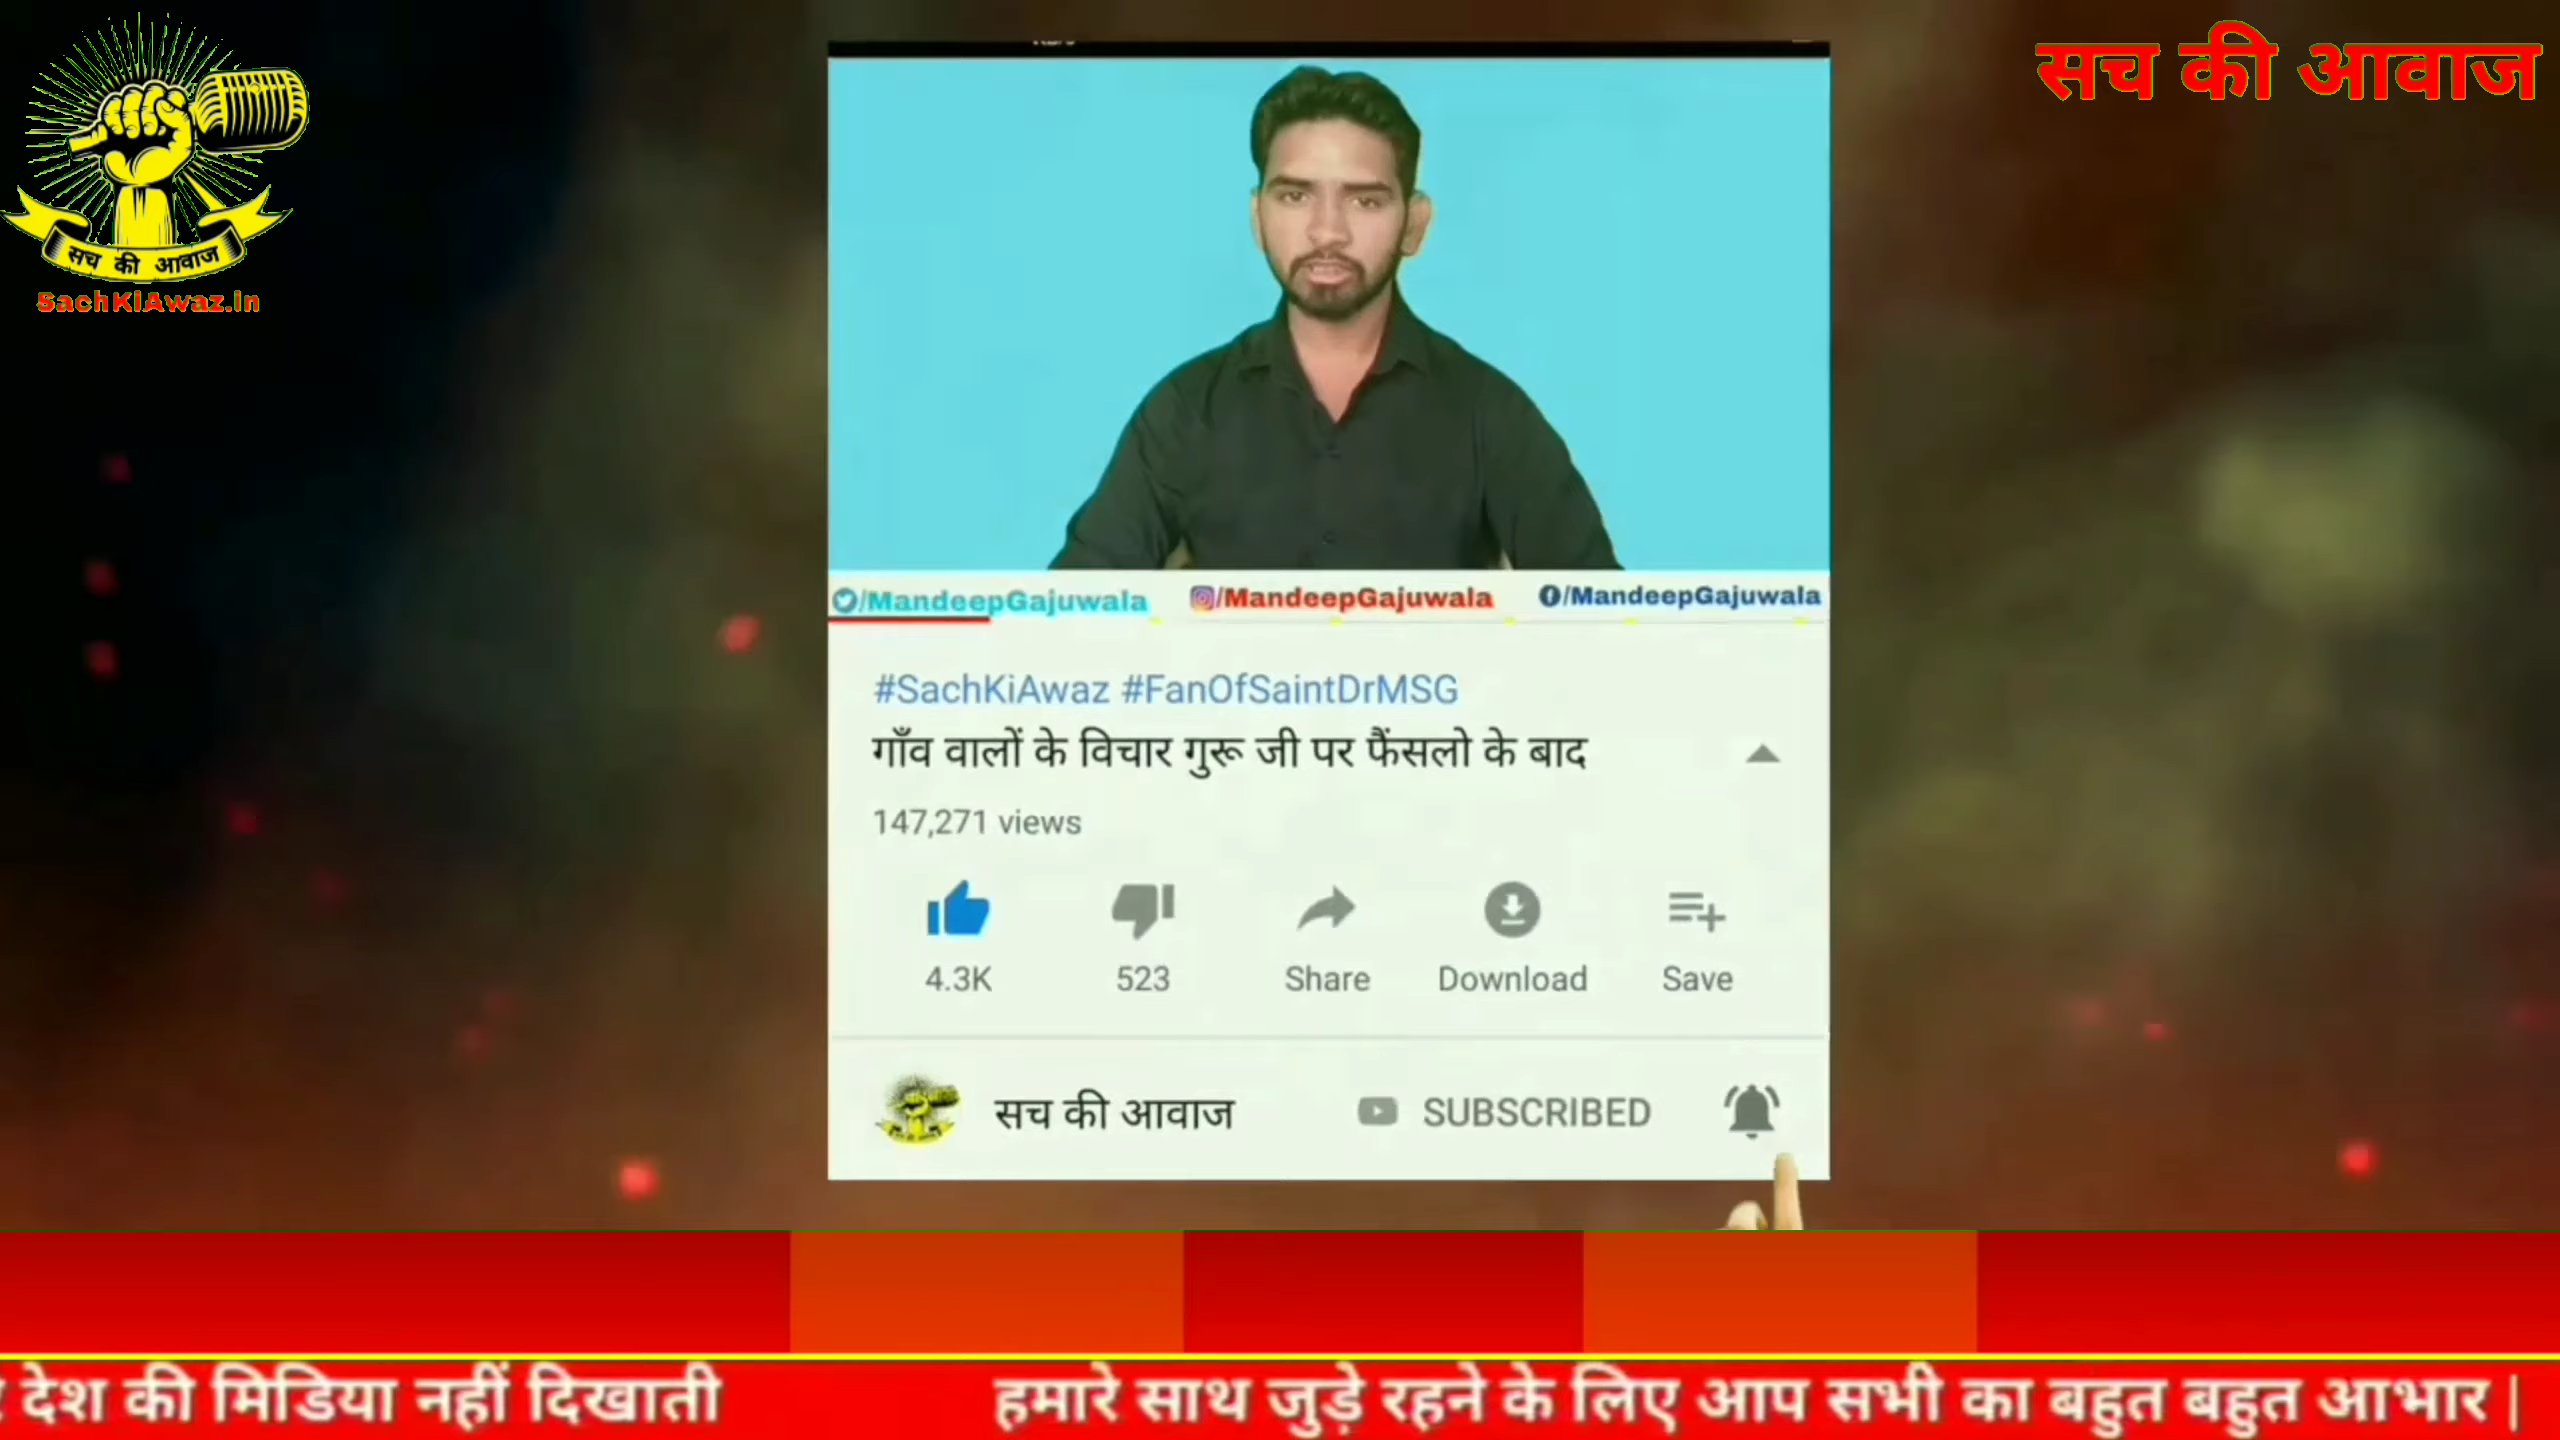 सच की आवाज
सच की आवाज
SachKiAwaz.in
/MandeepGajuwala /MandeepGajuwala /MandeepGajuwala
#SachKiAwaz #FanOfSaintDrMSG
गाँव वालों के विचार गुरू जी पर फैंसलो के बाद
147,271 views
4.3K 523 Share Download Save
सच की आवाज SUBSCRIBED
देश की मिडिया नहीं दिखाती हमारे साथ जुड़े रहने के लिए आप सभी का बहुत बहुत आभार |